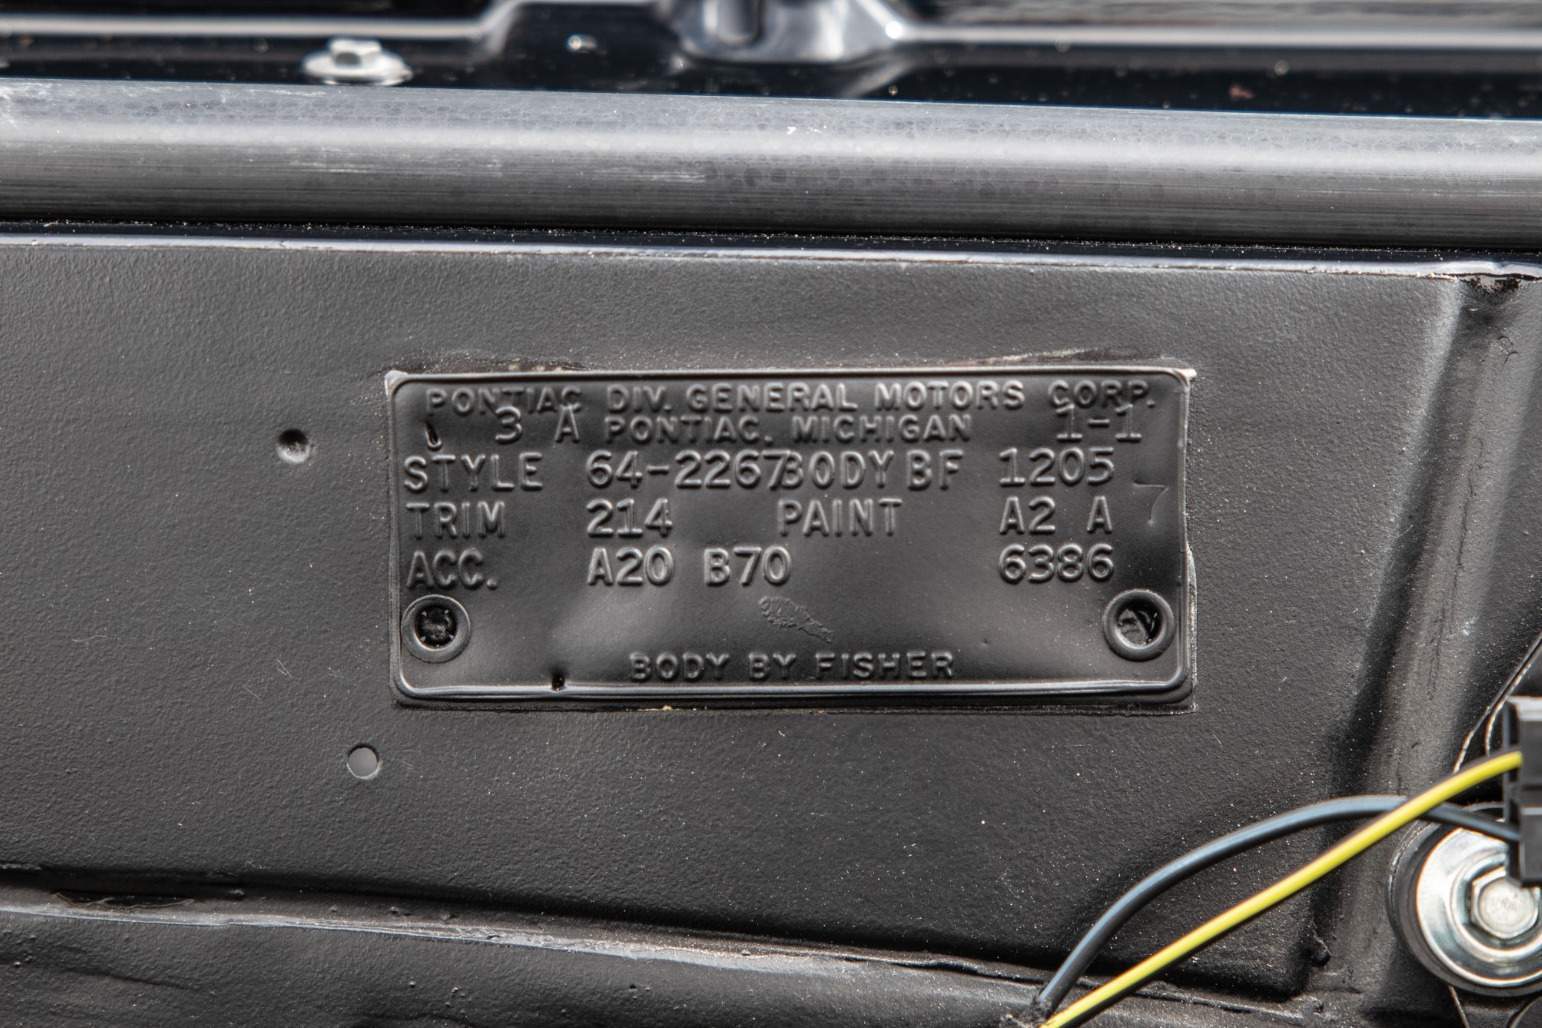 PONTIAC DIV. GENERAL MOTORS CORP.
3 A PONTIAC, MICHIGAN 1-1
STYLE 64-2267 BODY BF 1205
TRIM 214 PAINT A2 A 7
ACC. A20 B70 6386
BODY BY FISHER